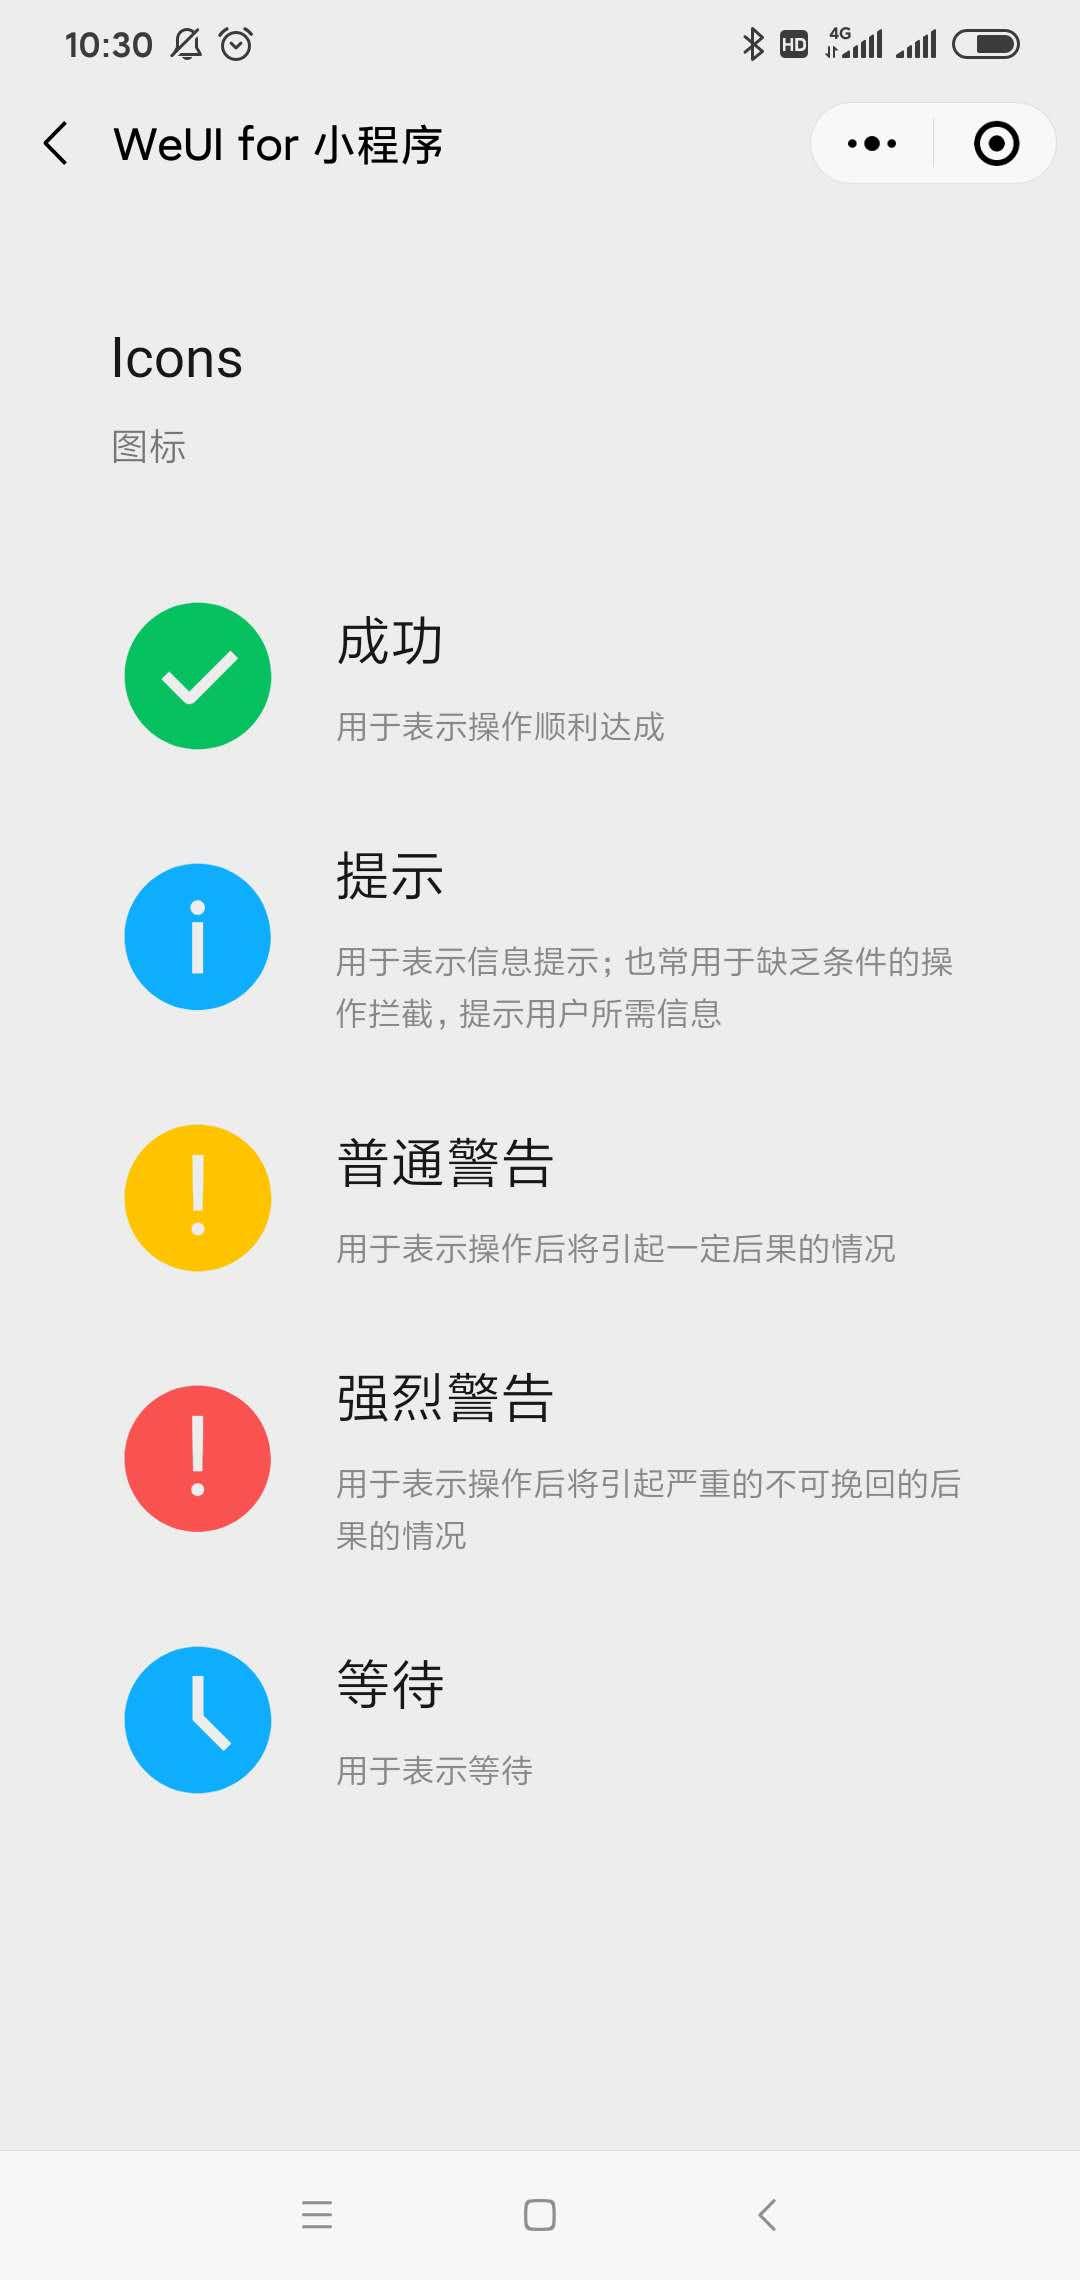 10:30
HD
4G
WeUI for 小程序
Icons
图标
成功
用于表示操作顺利达成
提示
用于表示信息提示；也常用于缺乏条件的操
作拦截，提示用户所需信息
普通警告
用于表示操作后将引起一定后果的情况
强烈警告
用于表示操作后将引起严重的不可挽回的后
果的情况
等待
用于表示等待